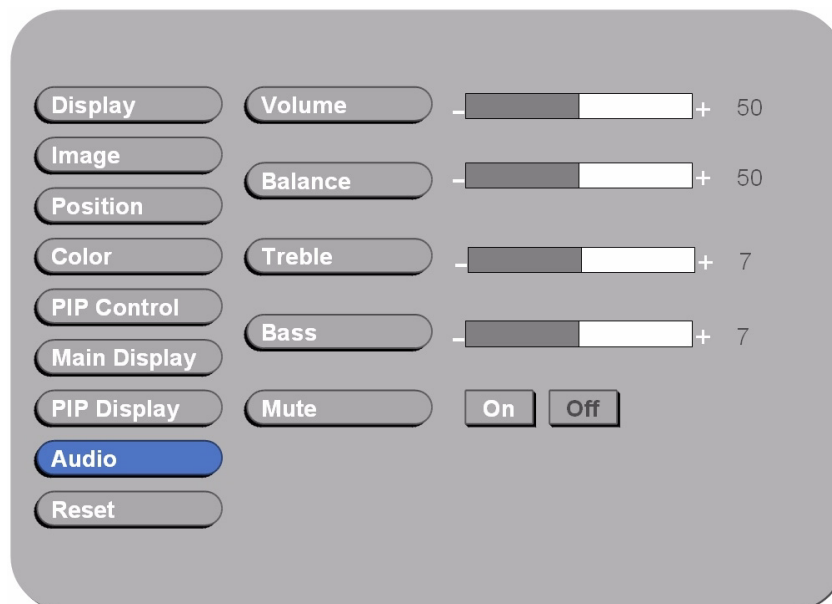 Display
Volume
- + 50
Image
Balance
- + 50
Position
Color
Treble
- + 7
PIP Control
Bass
- + 7
Main Display
PIP Display
Mute
On Off
Audio
Reset